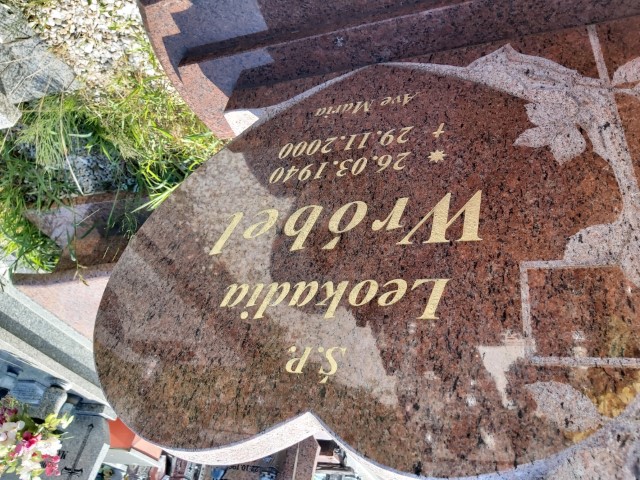 Ś.P.
Leokadia
Wróbel
* 26.03.1940
† 29.11.2000
Ave Maria